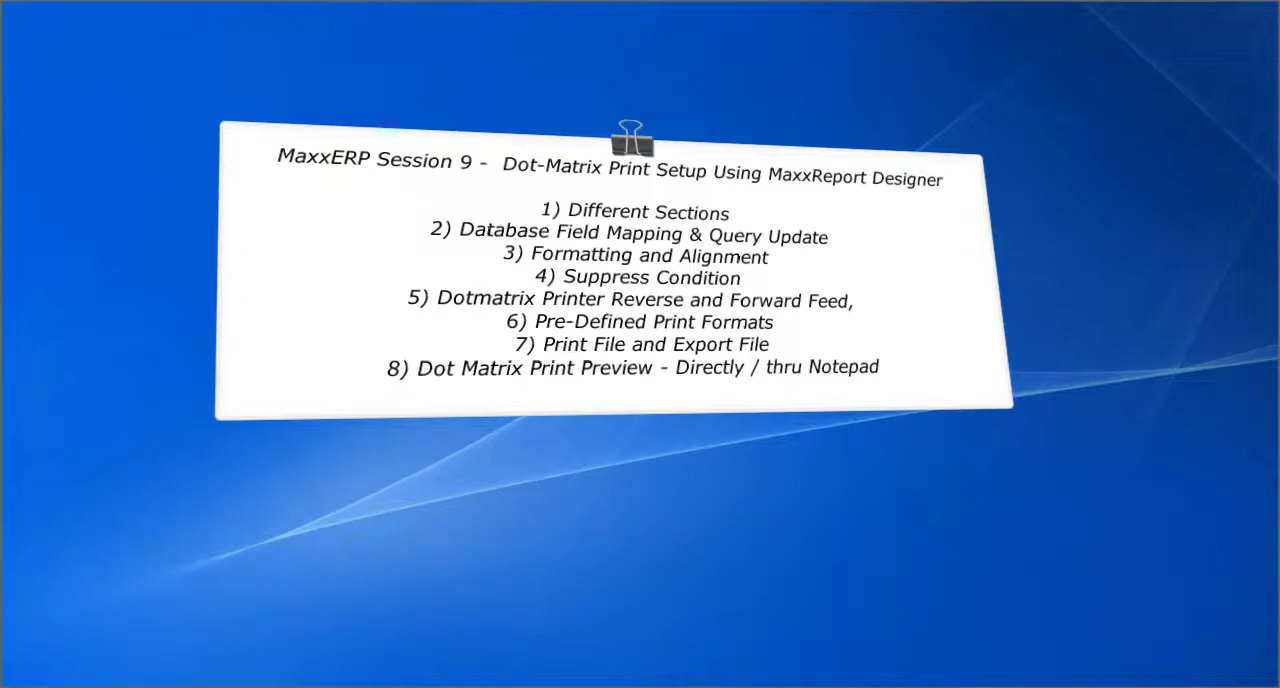 MaxxERP Session 9 - Dot-Matrix Print Setup Using MaxxReport Designer
1) Different Sections
2) Database Field Mapping & Query Update
3) Formatting and Alignment
4) Suppress Condition
5) Dotmatrix Printer Reverse and Forward Feed,
6) Pre-Defined Print Formats
7) Print File and Export File
8) Dot Matrix Print Preview - Directly / thru Notepad